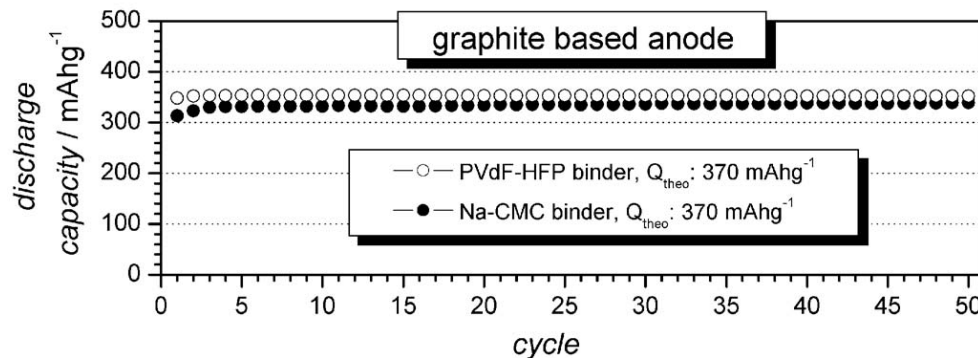 graphite based anode
discharge
capacity / mAhg⁻¹
500
400
300
200
100
0
PVdF-HFP binder, Qtheo: 370 mAhg⁻¹
Na-CMC binder, Qtheo: 370 mAhg⁻¹
0 5 10 15 20 25 30 35 40 45 50
cycle